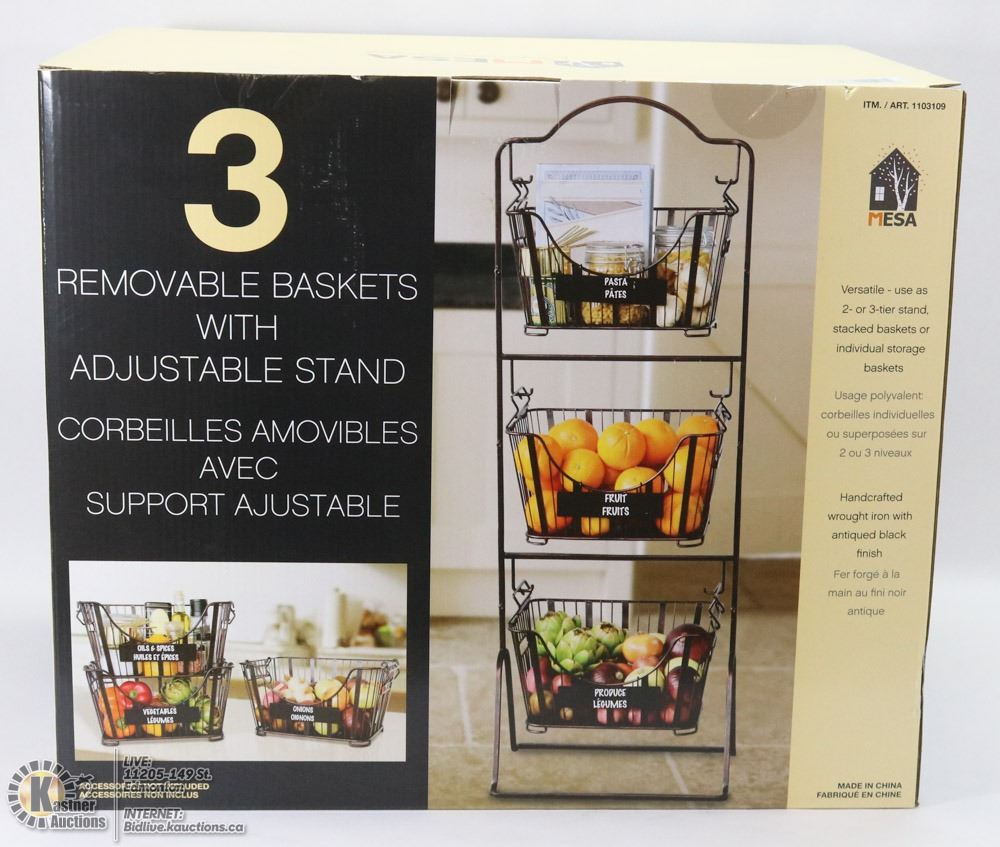 MESA
3
REMOVABLE BASKETS
WITH
ADJUSTABLE STAND
CORBEILLES AMOVIBLES
AVEC
SUPPORT AJUSTABLE
OILS & SPICES
HUILES ET ÉPICES
VEGETABLES
LÉGUMES
ONIONS
OIGNONS
ACCESSOIRES NON INCLUS
PASTA
PÂTES
FRUIT
FRUITS
PRODUCE
LÉGUMES
ITM. / ART. 1103109
MESA
Versatile - use as
2- or 3-tier stand,
stacked baskets or
individual storage
baskets
Usage polyvalent:
corbeilles individuelles
ou superposées sur
2 ou 3 niveaux
Handcrafted
wrought iron with
antiqued black
finish
Fer forgé à la
main au fini noir
antique
MADE IN CHINA
FABRIQUÉ EN CHINE
Kastner
Auctions
LIVE:
11205-149 St.
INTERNET:
Bidlive.kauctions.ca